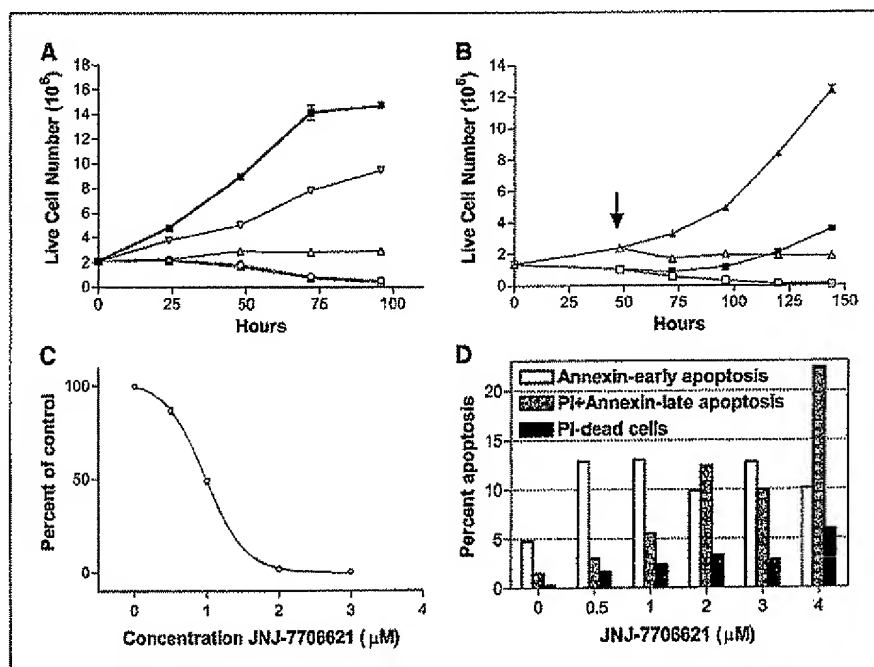 A
18
16
14
12
10
8
6
4
2
0
Live Cell Number (10⁶)
0 25 50 75 100
Hours
B
14
12
10
8
6
4
2
0
Live Cell Number (10⁶)
0 25 50 75 100 125 150
Hours
C
100
50
0
Percent of control
0 1 2 3 4
Concentration JNJ-7706621 (μM)
D
Annexin-early apoptosis
PI+Annexin-late apoptosis
PI-dead cells
20
15
10
5
0
Percent apoptosis
0 0.5 1 2 3 4
JNJ-7706621 (μM)